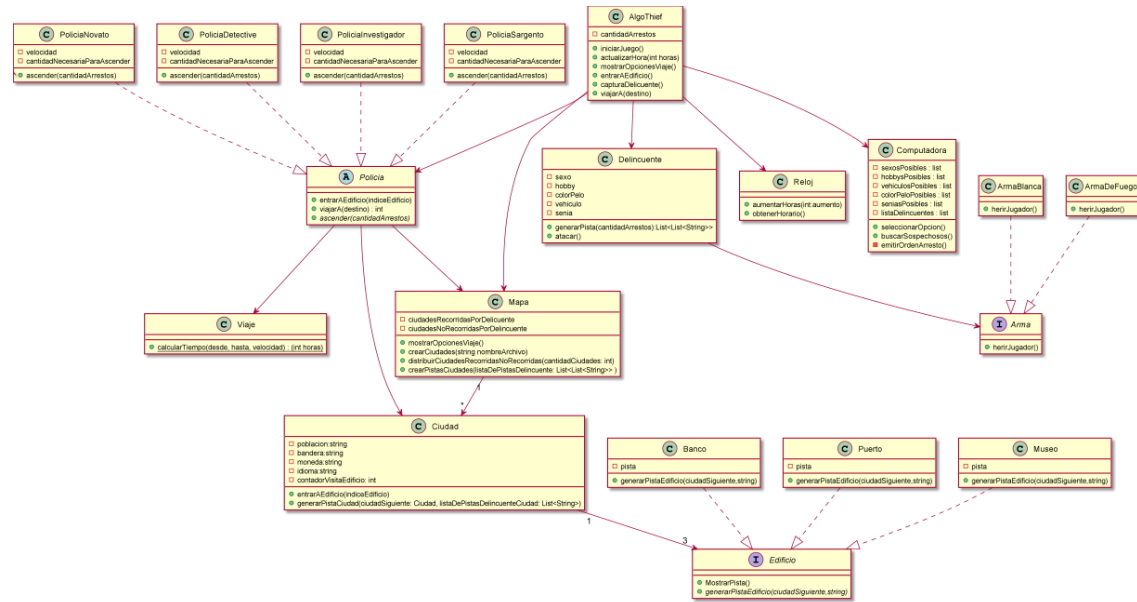 C PoliciaNovato
velocidad
cantidadNecesariaParaAscender
ascender(cantidadArrestos)
C PoliciaDetective
velocidad
cantidadNecesariaParaAscender
ascender(cantidadArrestos)
C PoliciaInvestigador
velocidad
cantidadNecesariaParaAscender
ascender(cantidadArrestos)
C PoliciaSargento
velocidad
cantidadNecesariaParaAscender
ascender(cantidadArrestos)
C AlgoThief
cantidadArrestos
iniciarJuego()
actualizarHora(int horas)
mostrarOpcionesViaje()
entrarAEdificio()
capturaDelicuente()
viajarA(destino)
A Policia
entrarAEdificio(indiceEdificio)
viajarA(destino) : int
ascender(cantidadArrestos)
C Delincuente
sexo
hobby
colorPelo
vehiculo
senia
generarPista(cantidadArrestos):List<List<String>>
atacar()
C Reloj
aumentarHoras(int:aumento)
obtenerHorario()
C Computadora
sexosPosibles : list
hobbysPosibles : list
vehiculosPosibles : list
colorPeloPosibles : list
seniasPosibles : list
listaDelincuentes : list
seleccionarOpcion()
buscarSospechosos()
emitirOrdenArresto()
C ArmaBlanca
herirJugador()
C ArmaDeFuego
herirJugador()
C Viaje
calcularTiempo(desde, hasta, velocidad) : (int horas)
C Mapa
ciudadesRecorridasPorDelicuente
ciudadesNoRecorridasPorDelincuente
mostrarOpcionesViaje()
crearCiudades(string nombreArchivo)
distribuirCiudadesRecorridasNoRecorridas(cantidadCiudades: int)
crearPistasCiudades(listaDePistasDelincuente: List<List<String>> )
I Arma
herirJugador()
1
*
C Ciudad
poblacion:string
bandera:string
moneda:string
idioma:string
contadorVisitaEdificio: int
entrarAEdificio(indiceEdificio)
generarPistaCiudad(ciudadSiguiente: Ciudad, listaDePistasDelincuenteCiudad: List<String>)
C Banco
pista
generarPistaEdificio(ciudadSiguiente,string)
C Puerto
pista
generarPistaEdificio(ciudadSiguiente,string)
C Museo
pista
generarPistaEdificio(ciudadSiguiente,string)
1
3
I Edificio
MostrarPista()
generarPistaEdificio(ciudadSiguiente,string)